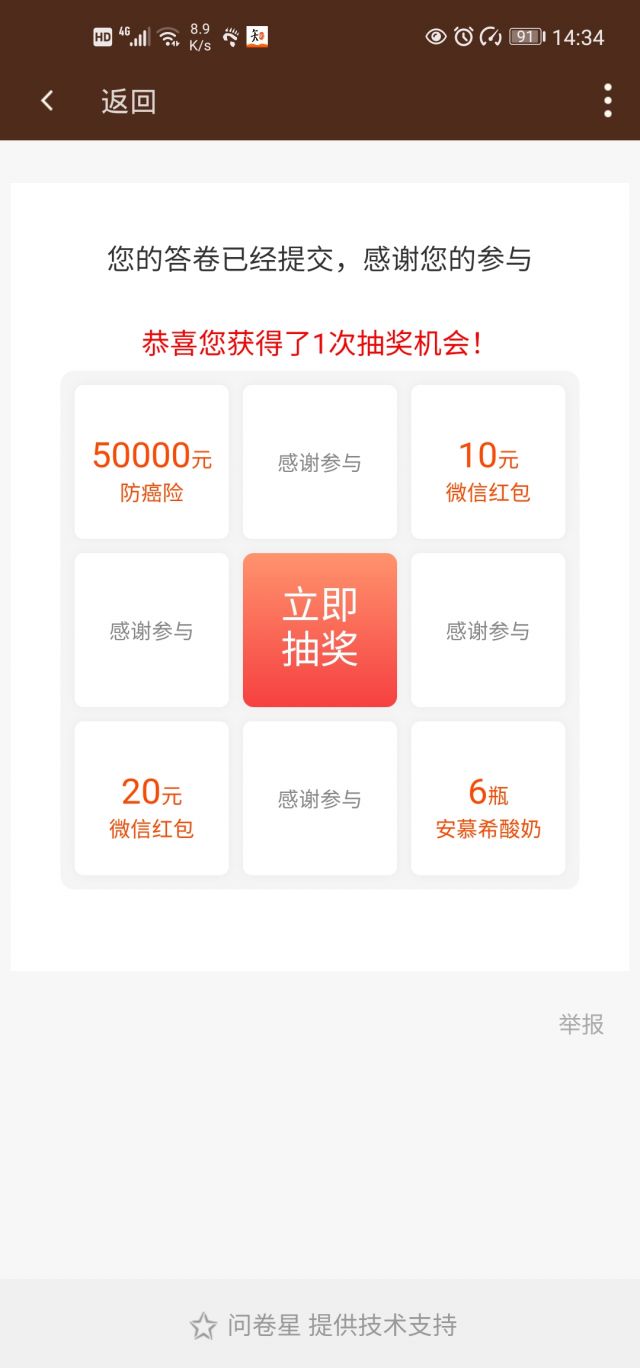 HD 4G 8.9 K/s 知 91 14:34
返回
您的答卷已经提交，感谢您的参与
恭喜您获得了1次抽奖机会！
50000元 感谢参与 10元
防癌险 微信红包
感谢参与 立即 感谢参与
抽奖
20元 感谢参与 6瓶
微信红包 安慕希酸奶
举报
问卷星 提供技术支持